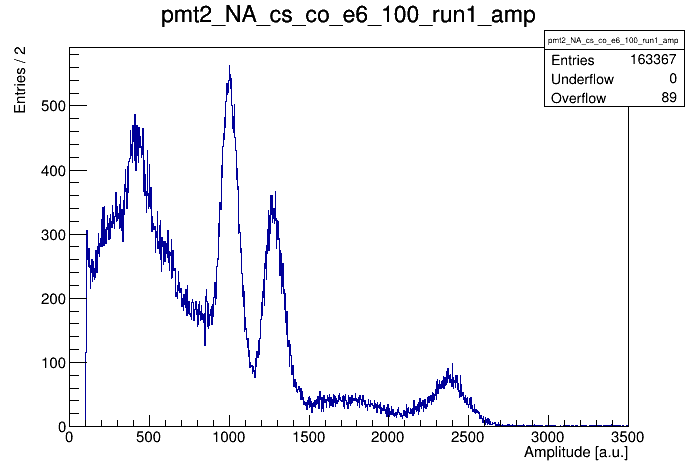 pmt2_NA_cs_co_e6_100_run1_amp
pmt2_NA_cs_co_e6_100_run1_amp
Entries 163367
Underflow 0
Overflow 89
Entries / 2
500
400
300
200
100
0
0 500 1000 1500 2000 2500 3000 3500
Amplitude [a.u.]